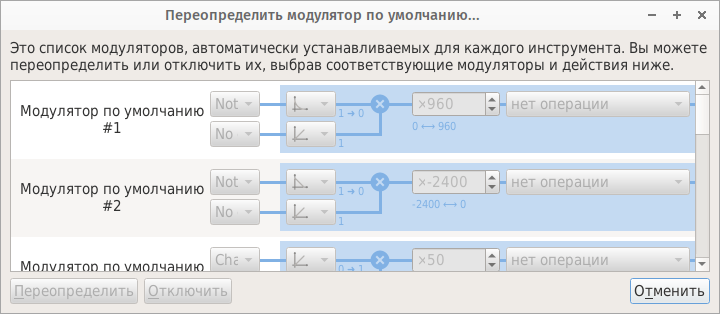 Переопределить модулятор по умолчанию...
Это список модуляторов, автоматически устанавливаемых для каждого инструмента. Вы можете
переопределить или отключить их, выбрав соответствующие модуляторы и действия ниже.
Модулятор по умолчанию
#1
Not
×960
нет операции
1 → 0
0 ⟷ 960
No
1
Модулятор по умолчанию
#2
Not
×-2400
нет операции
1 → 0
-2400 ⟷ 0
No
1
Модулятор по умолчанию
Cha
×50
нет операции
0 → 1
Переопределить
Отключить
Отменить